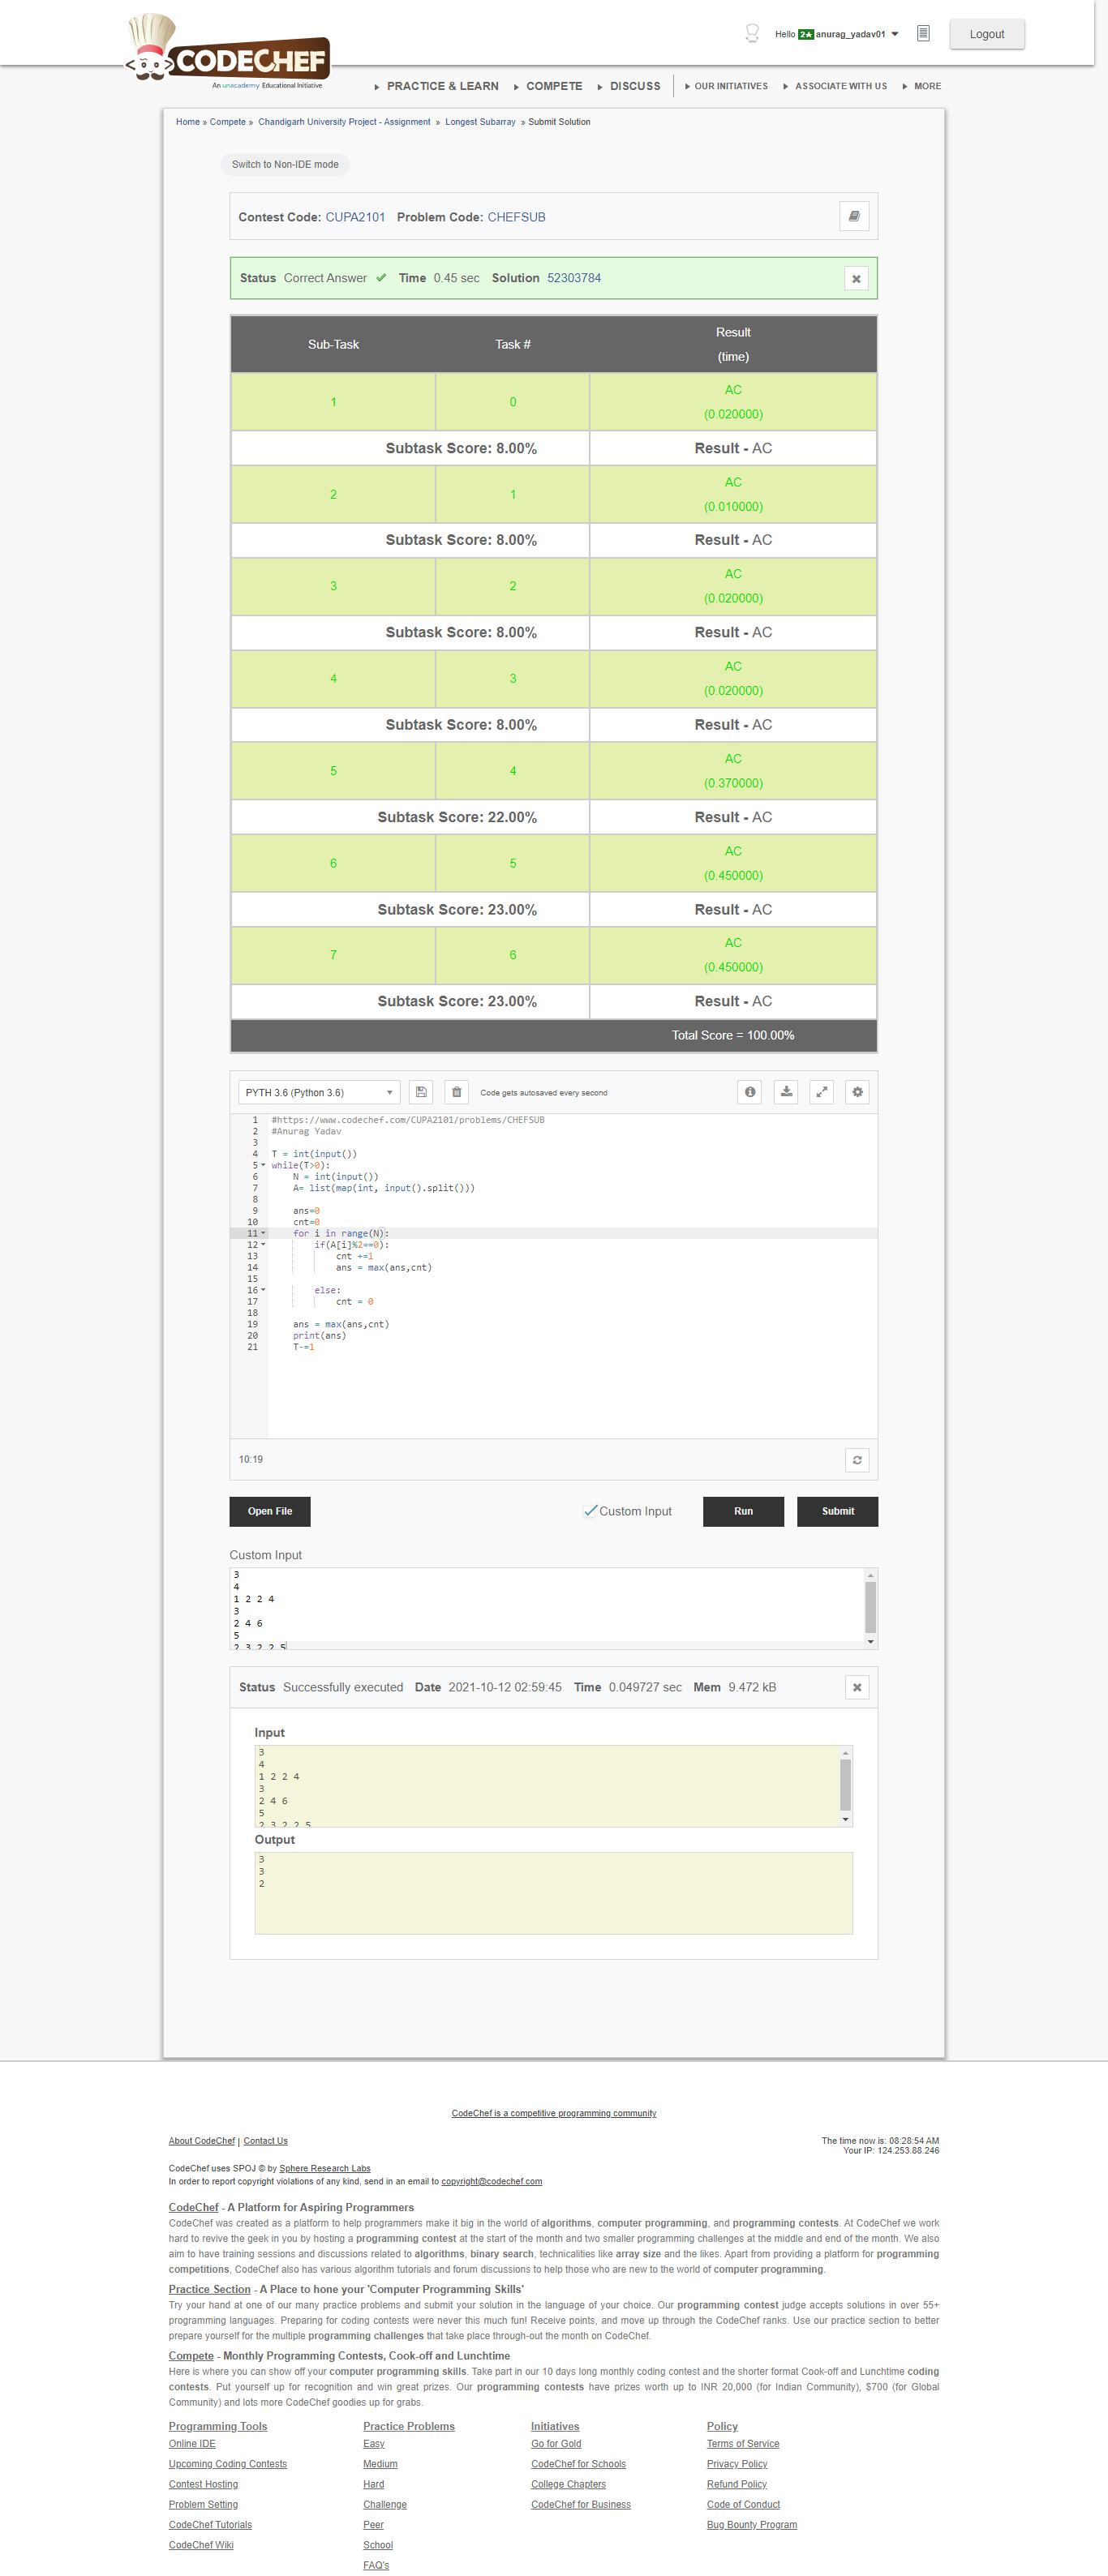 Hello 2★ anurag_yadav01
Logout
CODECHEF
An unacademy Educational Initiative
PRACTICE & LEARN COMPETE DISCUSS OUR INITIATIVES ASSOCIATE WITH US MORE
Home » Compete » Chandigarh University Project - Assignment » Longest Subarray » Submit Solution
Switch to Non-IDE mode
Contest Code: CUPA2101 Problem Code: CHEFSUB
Status Correct Answer Time 0.45 sec Solution 52303784
Sub-Task Task # Result
(time)
1 0 AC
(0.020000)
Subtask Score: 8.00% Result - AC
2 1 AC
(0.010000)
Subtask Score: 8.00% Result - AC
3 2 AC
(0.020000)
Subtask Score: 8.00% Result - AC
4 3 AC
(0.020000)
Subtask Score: 8.00% Result - AC
5 4 AC
(0.370000)
Subtask Score: 22.00% Result - AC
6 5 AC
(0.450000)
Subtask Score: 23.00% Result - AC
7 6 AC
(0.450000)
Subtask Score: 23.00% Result - AC
Total Score = 100.00%
PYTH 3.6 (Python 3.6) Code gets autosaved every second
1 #https://www.codechef.com/CUPA2101/problems/CHEFSUB
2 #Anurag Yadav
3
4 T = int(input())
5 while(T>0):
6 N = int(input())
7 A= list(map(int, input().split()))
8
9 ans=0
10 cnt=0
11 for i in range(N):
12 if(A[i]%2==0):
13 cnt +=1
14 ans = max(ans,cnt)
15
16 else:
17 cnt = 0
18
19 ans = max(ans,cnt)
20 print(ans)
21 T-=1
10:19
Open File Custom Input Run Submit
Custom Input
3
4
1 2 2 4
3
2 4 6
5
2 3 2 2 5
Status Successfully executed Date 2021-10-12 02:59:45 Time 0.049727 sec Mem 9.472 kB
Input
3
4
1 2 2 4
3
2 4 6
5
2 3 2 2 5
Output
3
3
2
CodeChef is a competitive programming community
About CodeChef | Contact Us
The time now is: 08:28:54 AM
Your IP: 124.253.88.246
CodeChef uses SPOJ © by Sphere Research Labs
In order to report copyright violations of any kind, send in an email to copyright@codechef.com
CodeChef - A Platform for Aspiring Programmers
CodeChef was created as a platform to help programmers make it big in the world of algorithms, computer programming, and programming contests. At CodeChef we work
hard to revive the geek in you by hosting a programming contest at the start of the month and two smaller programming challenges at the middle and end of the month. We also
aim to have training sessions and discussions related to algorithms, binary search, technicalities like array size and the likes. Apart from providing a platform for programming
competitions, CodeChef also has various algorithm tutorials and forum discussions to help those who are new to the world of computer programming.
Practice Section - A Place to hone your 'Computer Programming Skills'
Try your hand at one of our many practice problems and submit your solution in the language of your choice. Our programming contest judge accepts solutions in over 55+
programming languages. Preparing for coding contests were never this much fun! Receive points, and move up through the CodeChef ranks. Use our practice section to better
prepare yourself for the multiple programming challenges that take place through-out the month on CodeChef.
Compete - Monthly Programming Contests, Cook-off and Lunchtime
Here is where you can show off your computer programming skills. Take part in our 10 days long monthly coding contest and the shorter format Cook-off and Lunchtime coding
contests. Put yourself up for recognition and win great prizes. Our programming contests have prizes worth up to INR 20,000 (for Indian Community), $700 (for Global
Community) and lots more CodeChef goodies up for grabs.
Programming Tools Practice Problems Initiatives Policy
Online IDE Easy Go for Gold Terms of Service
Upcoming Coding Contests Medium CodeChef for Schools Privacy Policy
Contest Hosting Hard College Chapters Refund Policy
Problem Setting Challenge CodeChef for Business Code of Conduct
CodeChef Tutorials Peer Bug Bounty Program
CodeChef Wiki School
FAQ's